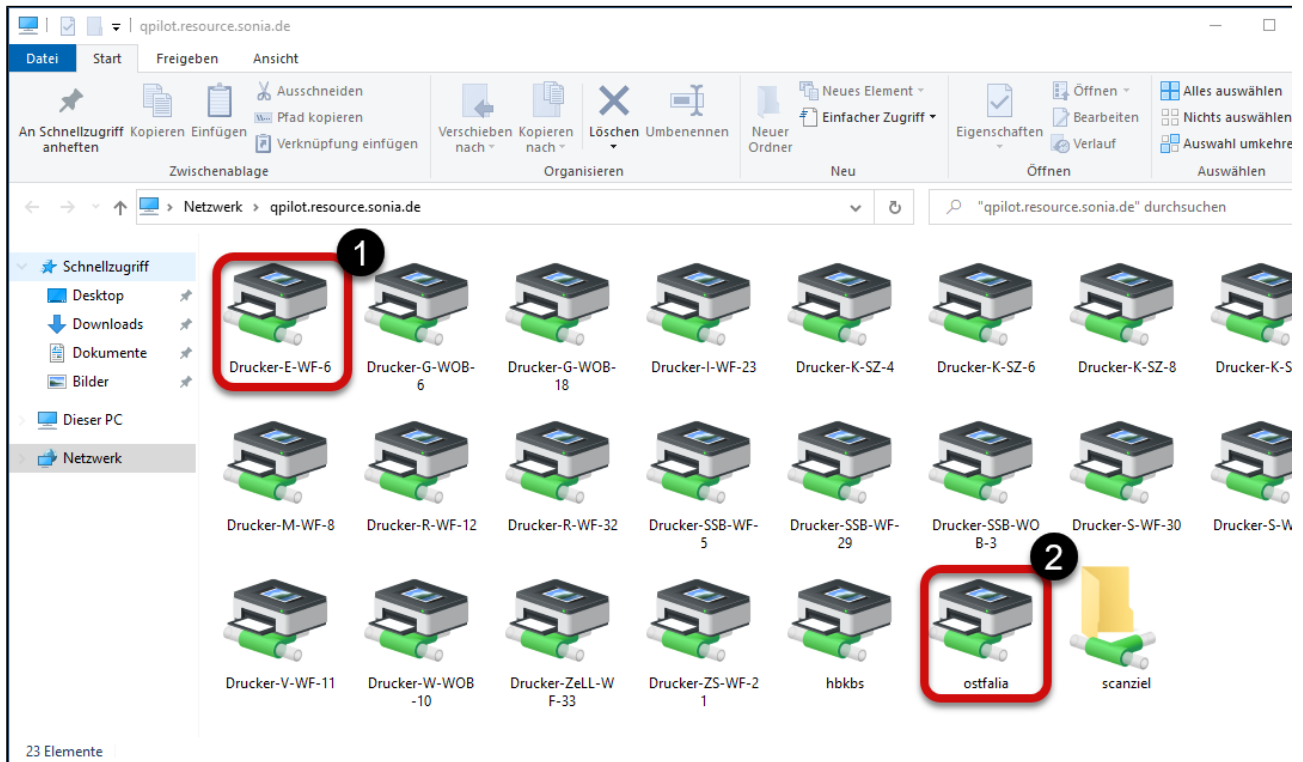 qpilot.resource.sonia.de
Datei Start Freigeben Ansicht
An Schnellzugriff
anheften
Kopieren
Einfügen
Ausschneiden
Pfad kopieren
Verknüpfung einfügen
Zwischenablage
Verschieben
nach
Kopieren
nach
Löschen
Umbenennen
Organisieren
Neuer
Ordner
Neues Element
Einfacher Zugriff
Neu
Eigenschaften
Öffnen
Bearbeiten
Verlauf
Öffnen
Alles auswählen
Nichts auswählen
Auswahl umkehre
Auswählen
Netzwerk > qpilot.resource.sonia.de
"qpilot.resource.sonia.de" durchsuchen
Schnellzugriff
Desktop
Downloads
Dokumente
Bilder
Dieser PC
Netzwerk
1
Drucker-E-WF-6
Drucker-G-WOB-
6
Drucker-G-WOB-
18
Drucker-I-WF-23
Drucker-K-SZ-4
Drucker-K-SZ-6
Drucker-K-SZ-8
Drucker-K-S
Drucker-M-WF-8
Drucker-R-WF-12
Drucker-R-WF-32
Drucker-SSB-WF-
5
Drucker-SSB-WF-
29
Drucker-SSB-WO
B-3
Drucker-S-WF-30
Drucker-S-W
2
Drucker-V-WF-11
Drucker-W-WOB
-10
Drucker-ZeLL-W
F-33
Drucker-ZS-WF-2
1
hbkbs
ostfalia
scanziel
23 Elemente